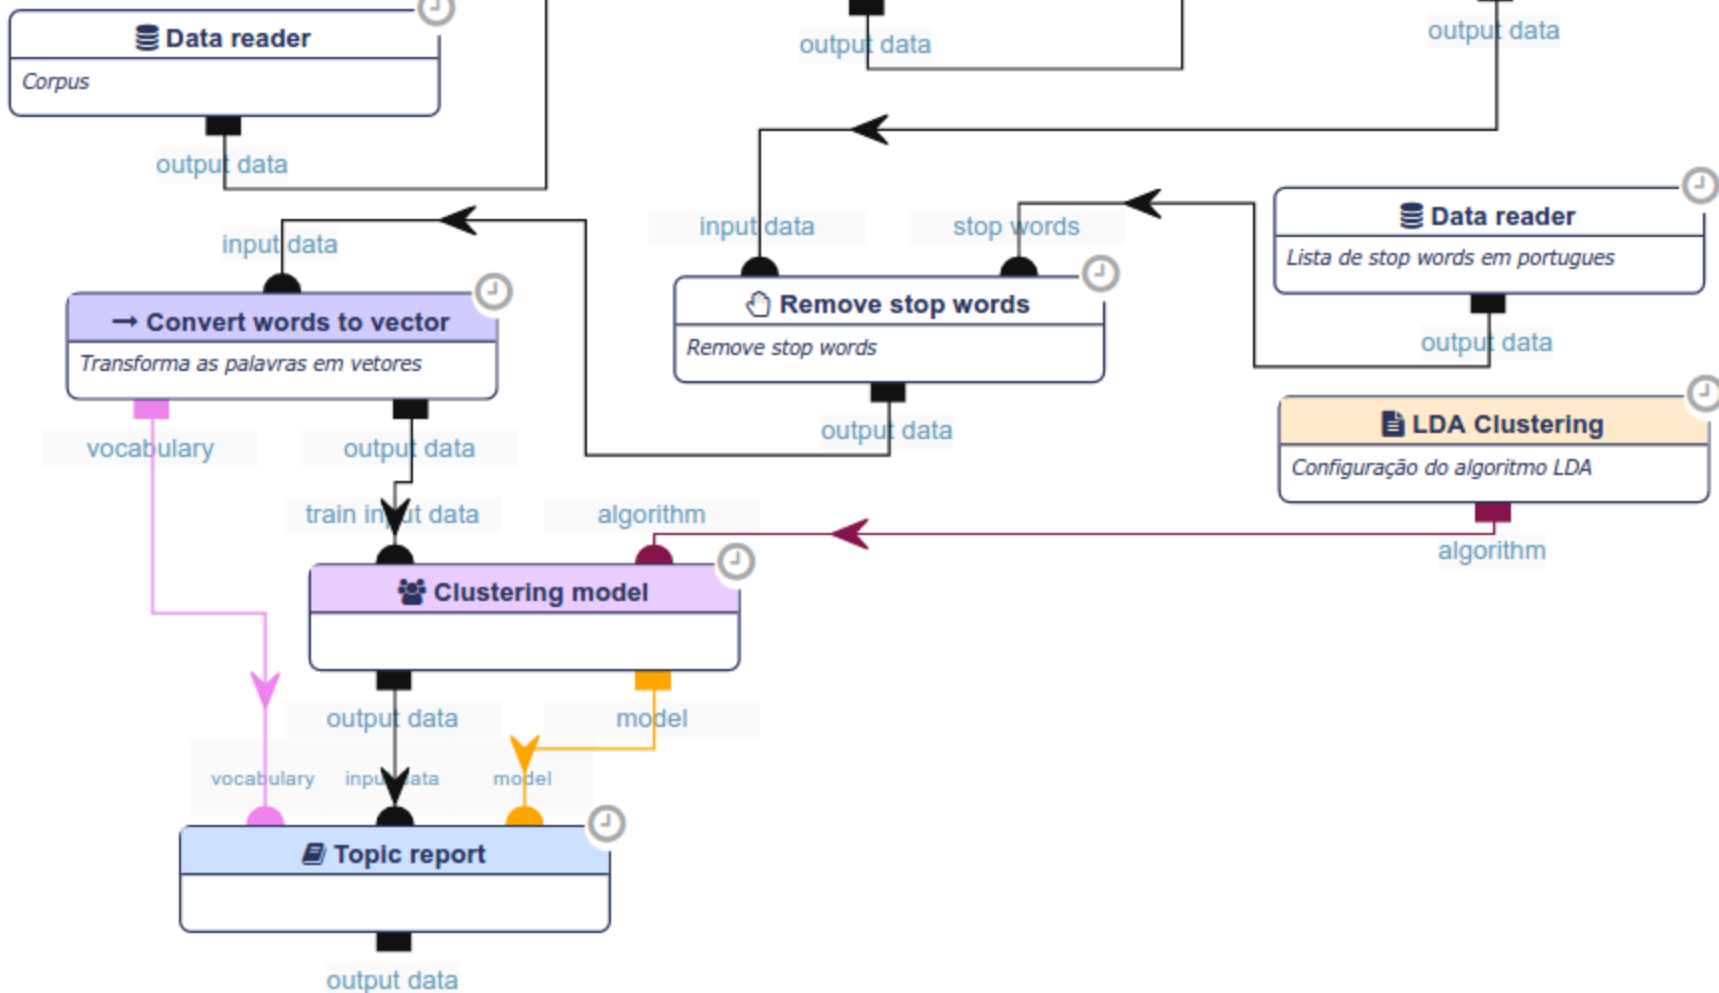 Data reader
Corpus
output data
output data
output data
input data
Convert words to vector
Transforma as palavras em vetores
vocabulary
output data
input data
stop words
Remove stop words
Remove stop words
output data
Data reader
Lista de stop words em portugues
output data
LDA Clustering
Configuração do algoritmo LDA
algorithm
train input data
algorithm
Clustering model
output data
model
vocabulary
input data
model
Topic report
output data